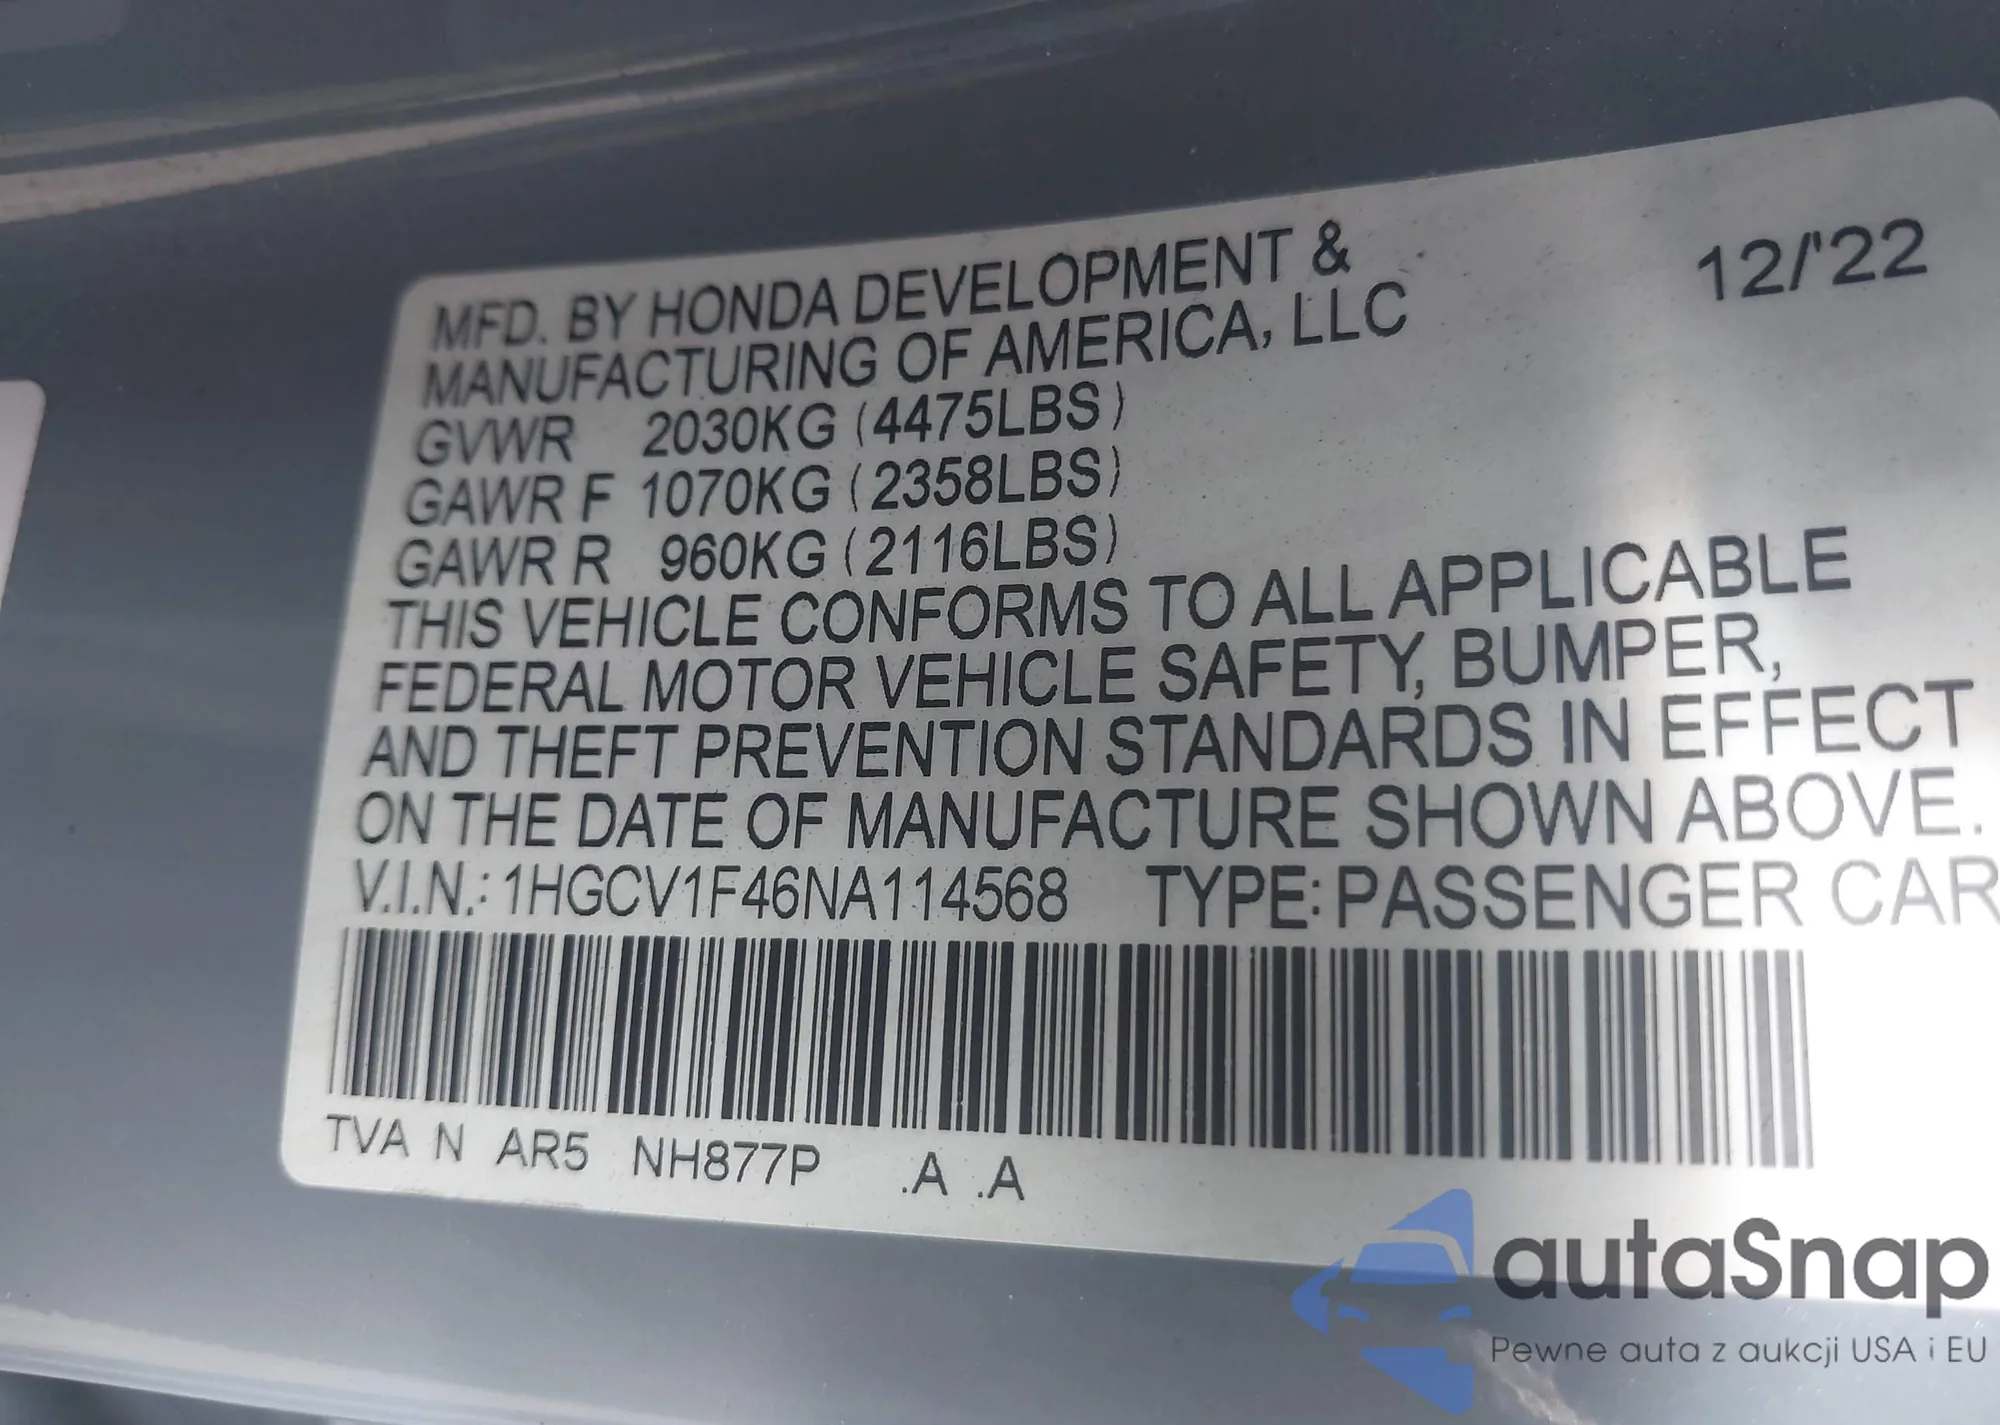 MFD. BY HONDA DEVELOPMENT &
MANUFACTURING OF AMERICA, LLC
12/'22
GVWR 2030KG (4475LBS)
GAWR F 1070KG (2358LBS)
GAWR R 960KG (2116LBS)
THIS VEHICLE CONFORMS TO ALL APPLICABLE
FEDERAL MOTOR VEHICLE SAFETY, BUMPER,
AND THEFT PREVENTION STANDARDS IN EFFECT
ON THE DATE OF MANUFACTURE SHOWN ABOVE.
V.I.N.: 1HGCV1F46NA114568 TYPE: PASSENGER CAR
TVA N AR5 NH877P .A .A
autaSnap
Pewne auta z aukcji USA i EU